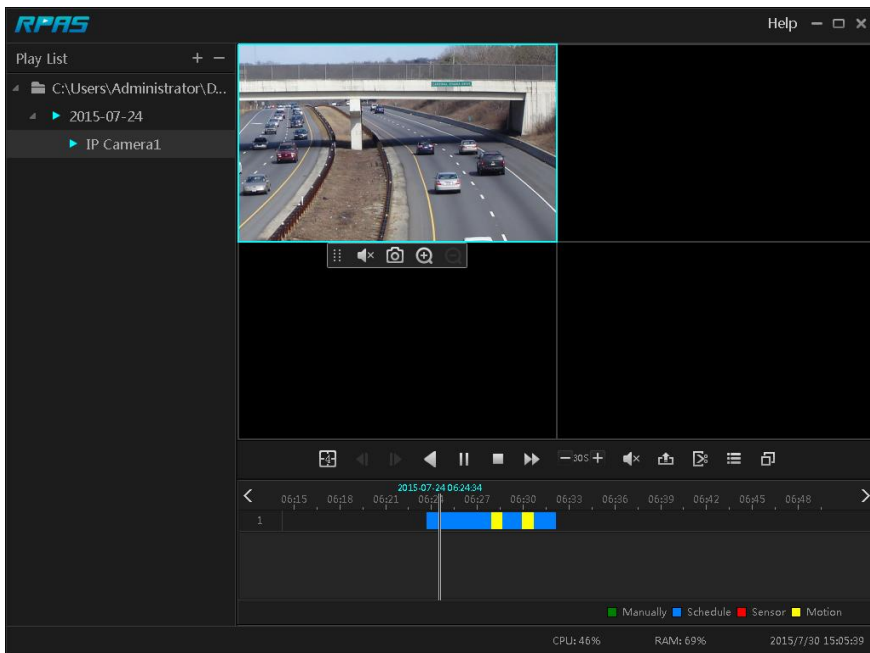 RPAS
Help
Play List
C:\Users\Administrator\D...
2015-07-24
IP Camera1
4
30S
2015-07-24 06:24:34
06:15 06:18 06:21 06:24 06:27 06:30 06:33 06:36 06:39 06:42 06:45 06:48
1
Manually Schedule Sensor Motion
CPU: 46% RAM: 69% 2015/7/30 15:05:39